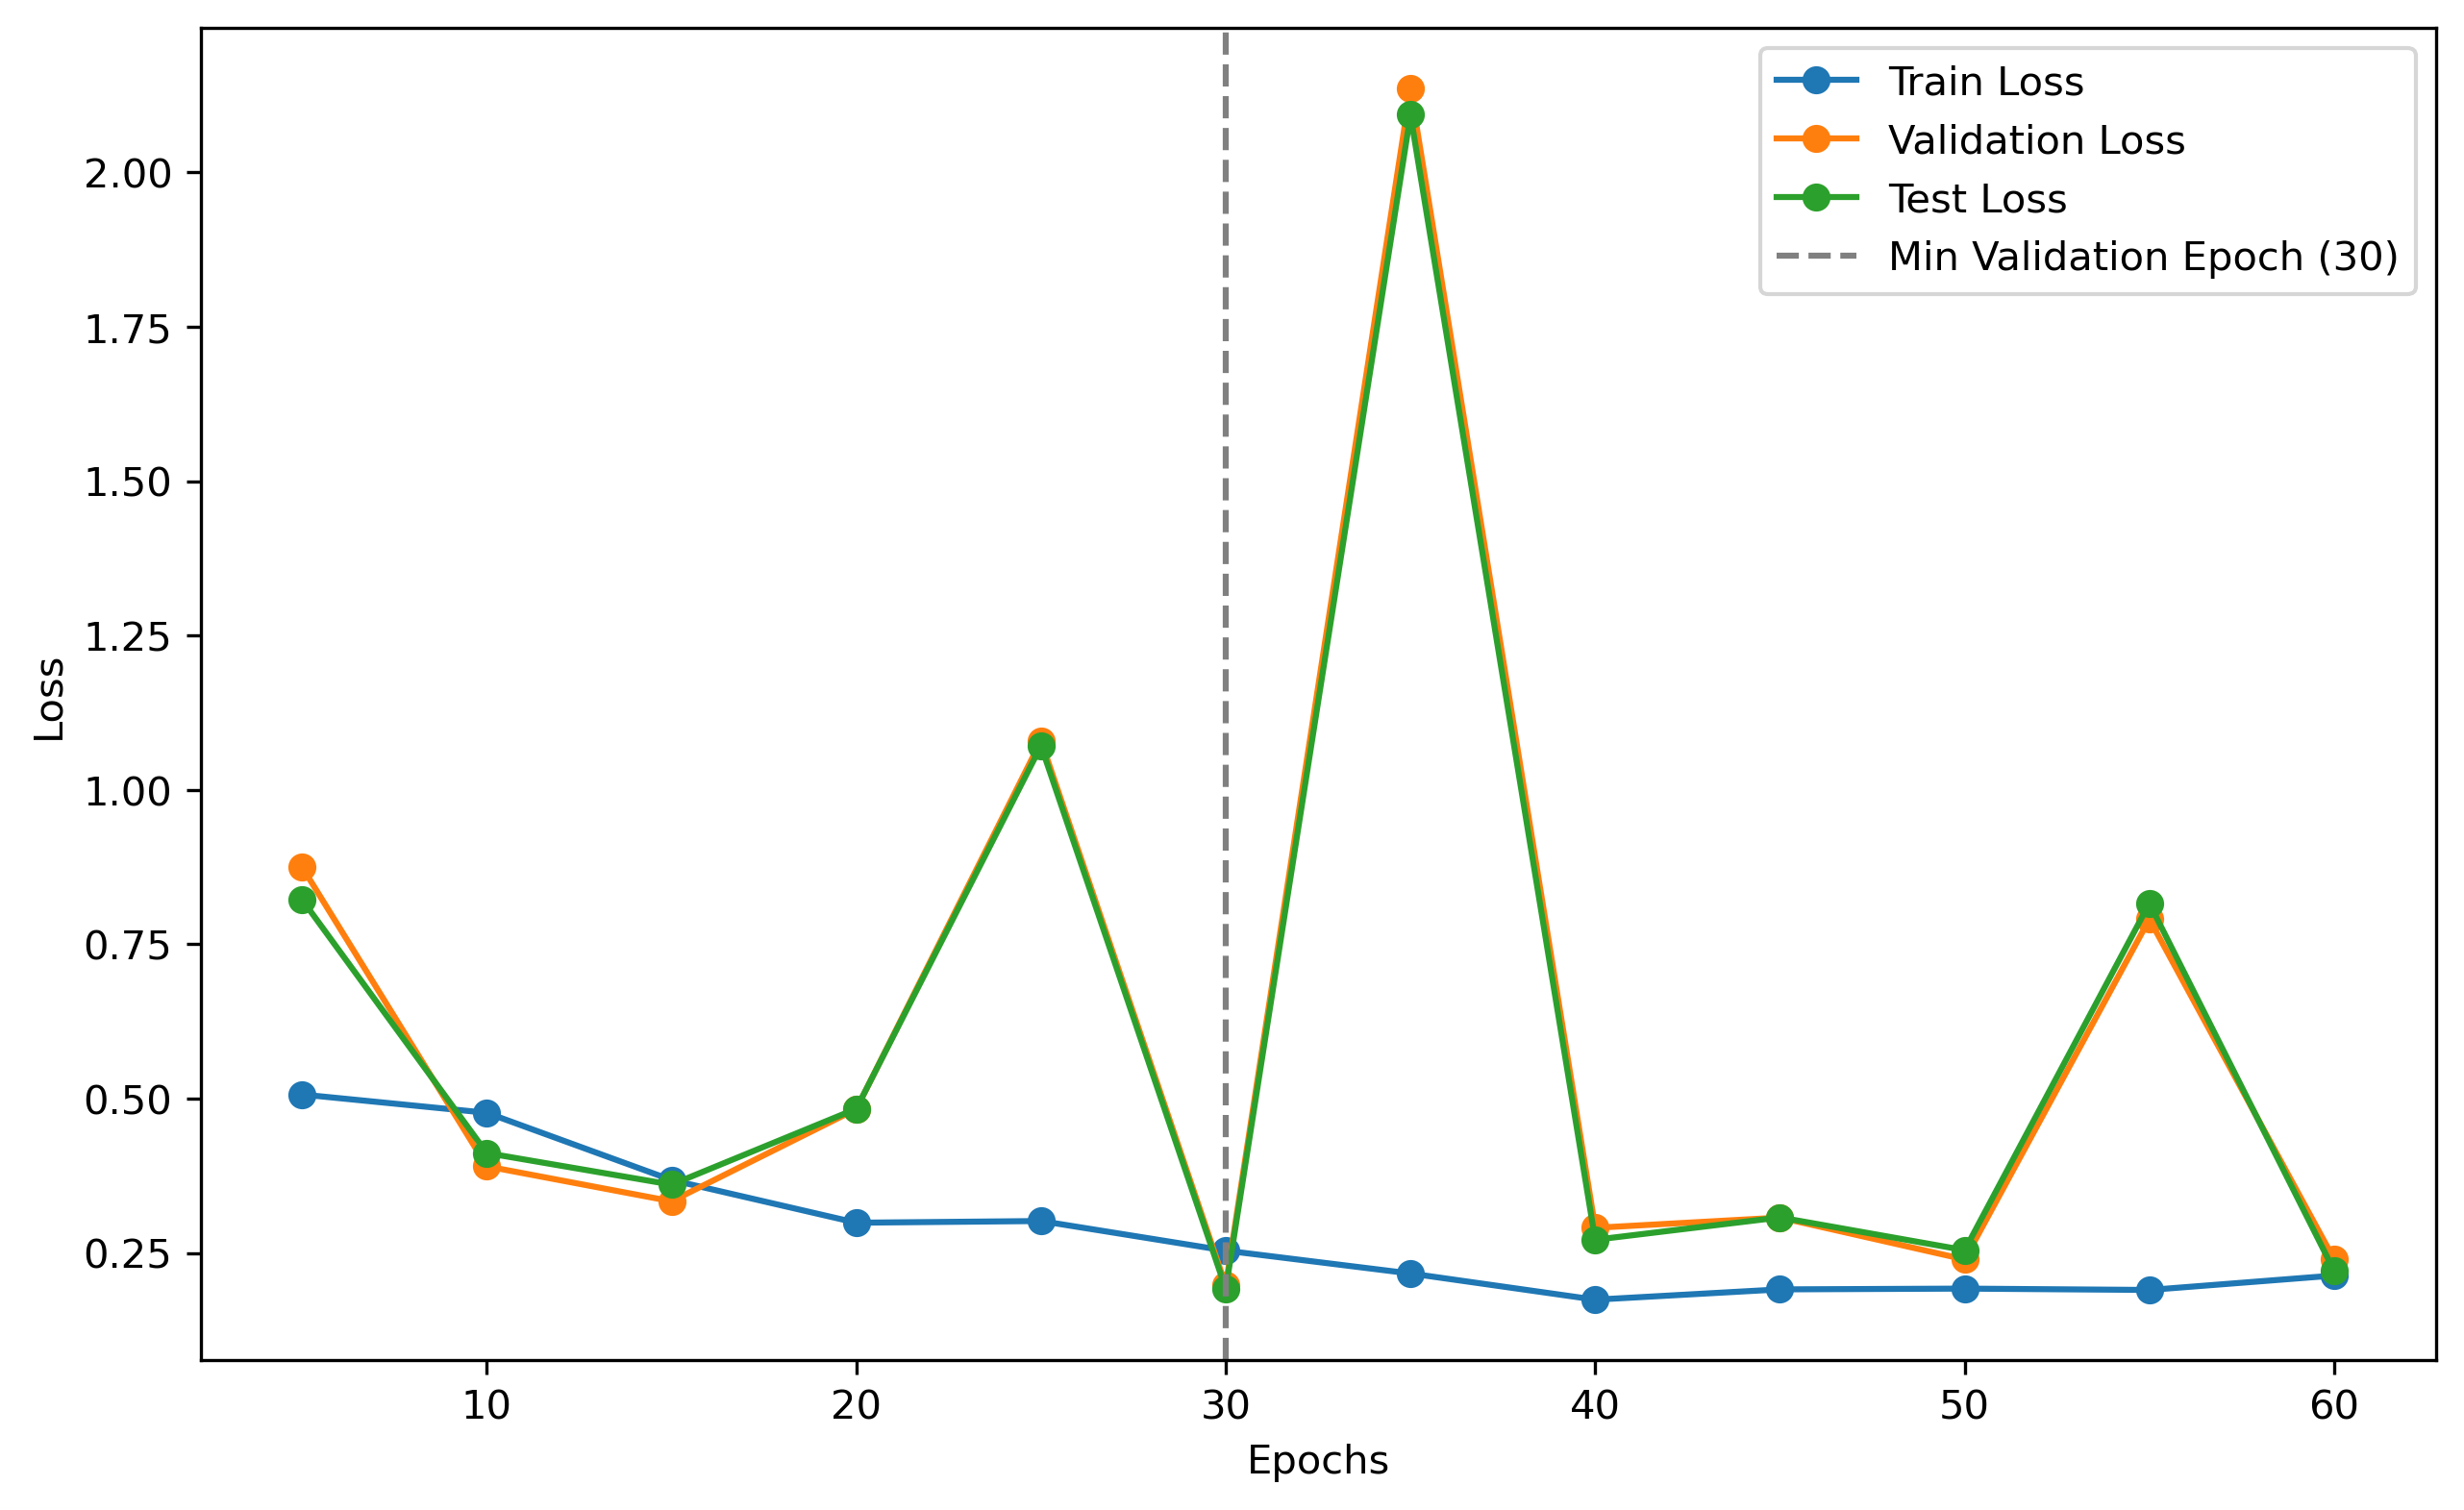 Train Loss
Validation Loss
Test Loss
Min Validation Epoch (30)
2.00
1.75
1.50
1.25
1.00
0.75
0.50
0.25
Loss
10 20 30 40 50 60
Epochs